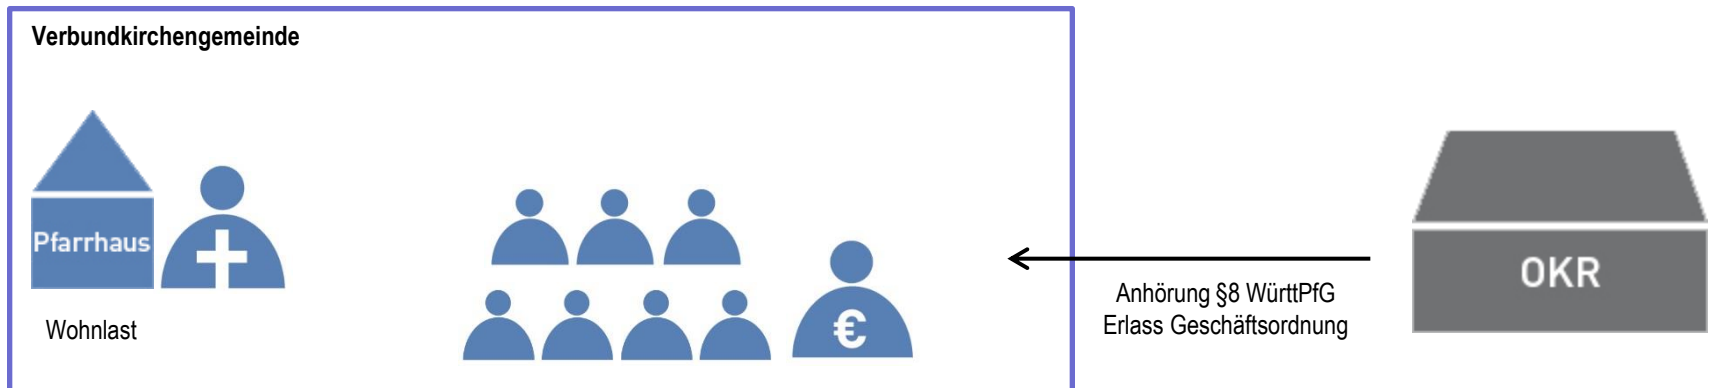 Verbundkirchengemeinde
Pfarrhaus
Wohnlast
€
Anhörung §8 WürttPfG
Erlass Geschäftsordnung
OKR